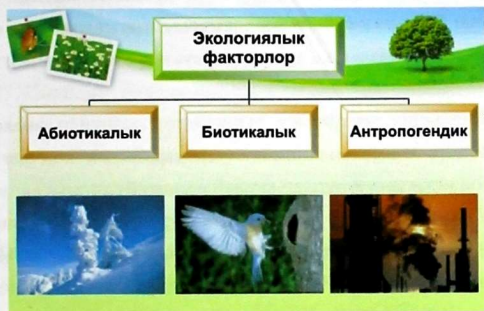 Экологиялык
факторлор
Абиотикалык
Биотикалык
Антропогендик